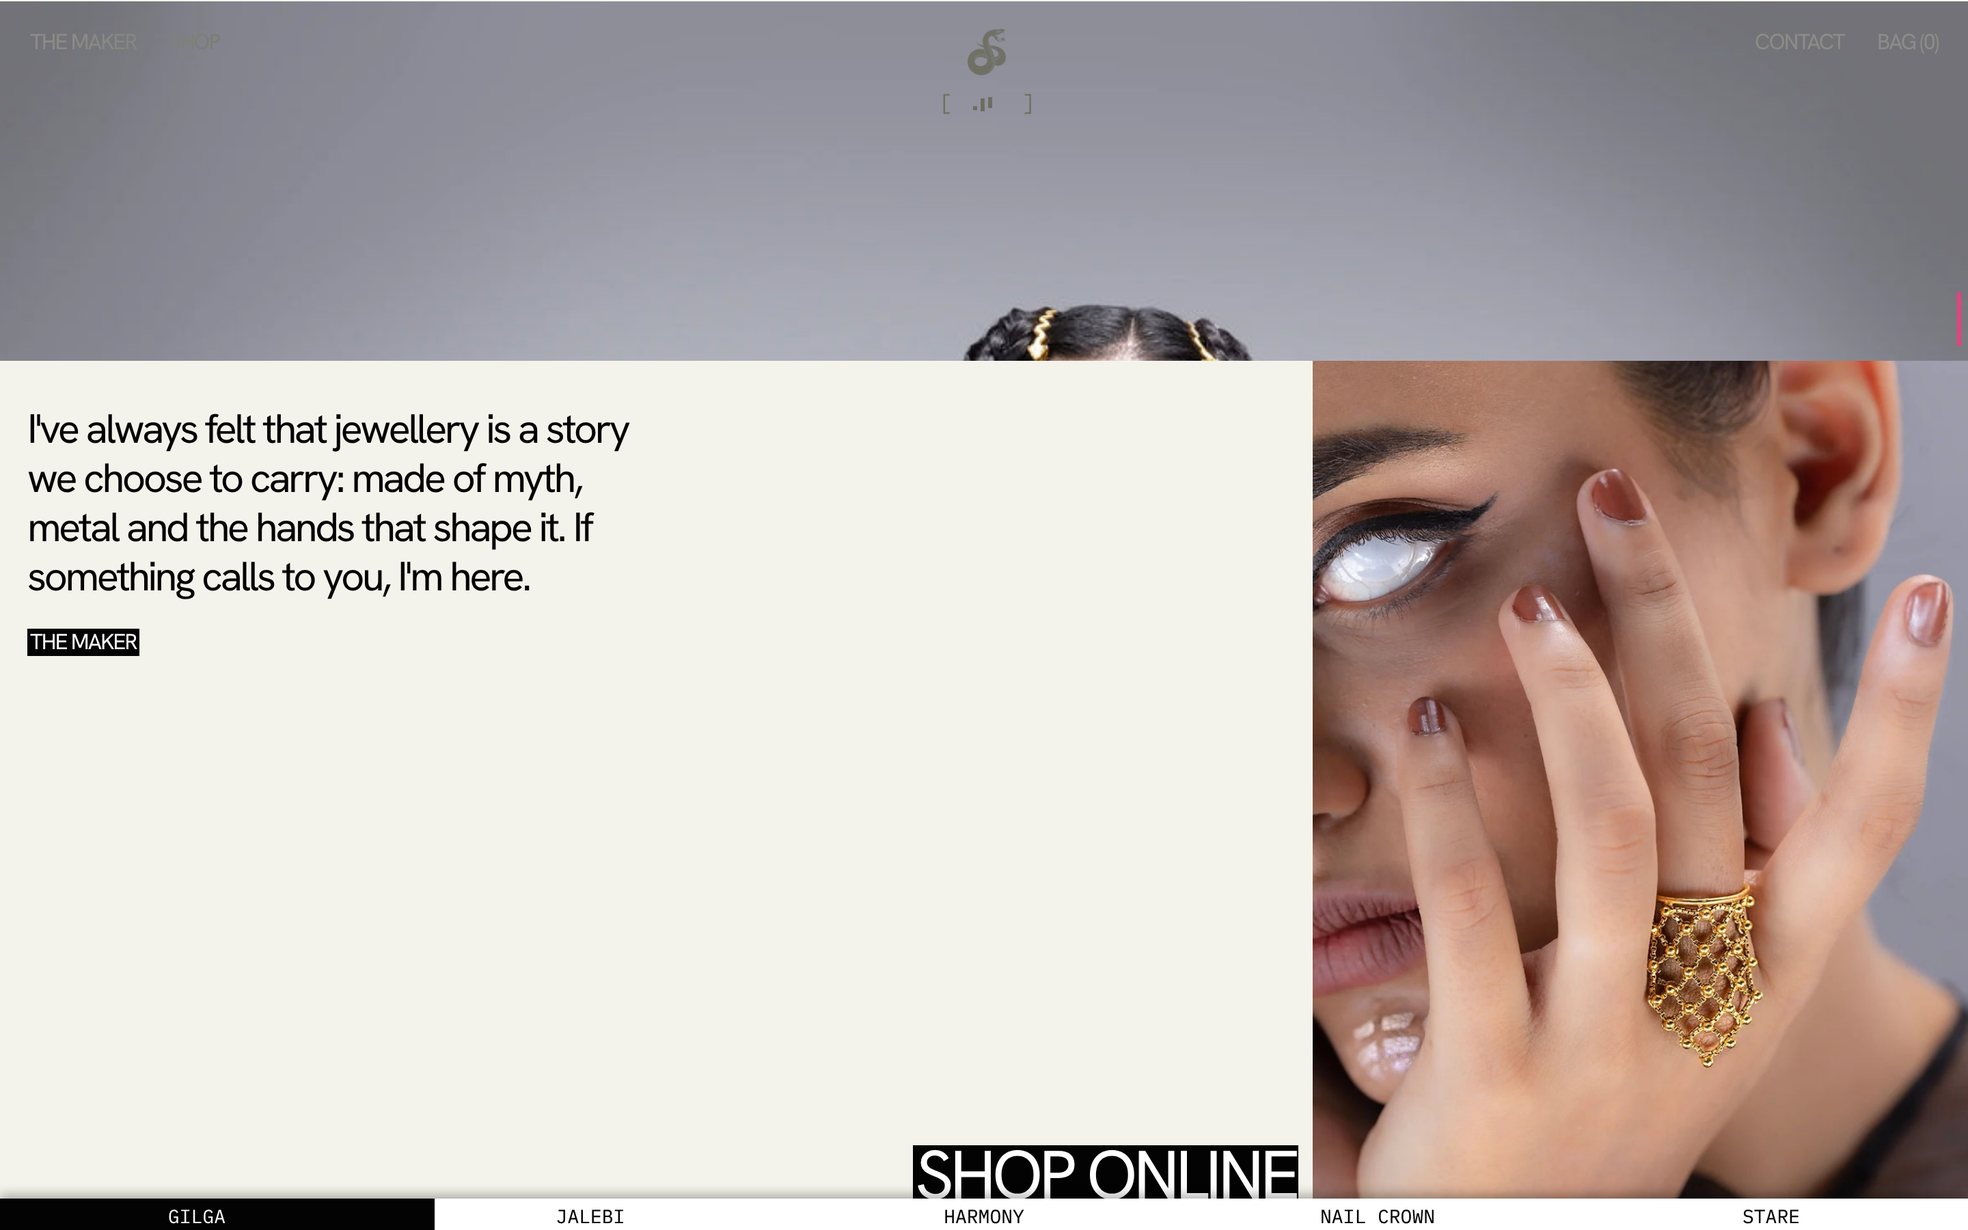 THE MAKER SHOP
CONTACT BAG (0)
[ ]
I've always felt that jewellery is a story
we choose to carry: made of myth,
metal and the hands that shape it. If
something calls to you, I'm here.
THE MAKER
SHOP ONLINE
GILGA JALEBI HARMONY NAIL CROWN STARE